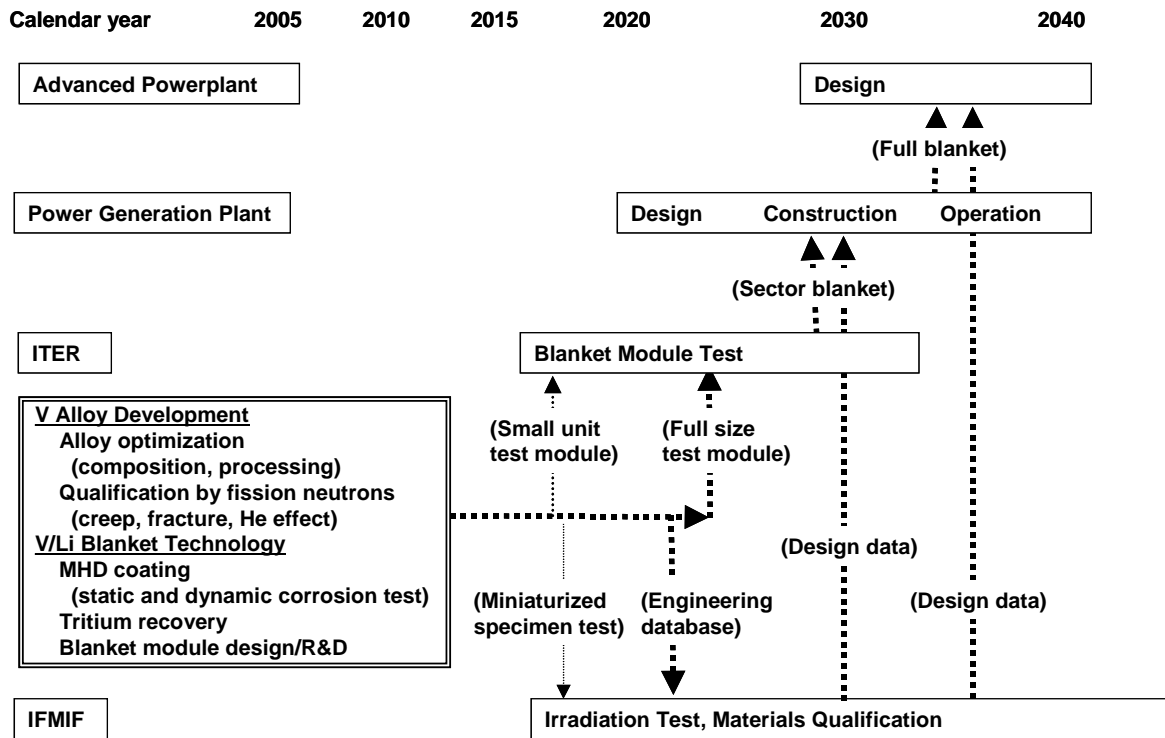 Calendar year 2005 2010 2015 2020 2030 2040
Advanced Powerplant Design
(Full blanket)
Power Generation Plant Design Construction Operation
(Sector blanket)
ITER Blanket Module Test
V Alloy Development
Alloy optimization
(composition, processing)
Qualification by fission neutrons
(creep, fracture, He effect)
V/Li Blanket Technology
MHD coating
(static and dynamic corrosion test)
Tritium recovery
Blanket module design/R&D
(Small unit
test module)
(Full size
test module)
(Design data)
(Miniaturized
specimen test)
(Engineering
database)
(Design data)
IFMIF Irradiation Test, Materials Qualification